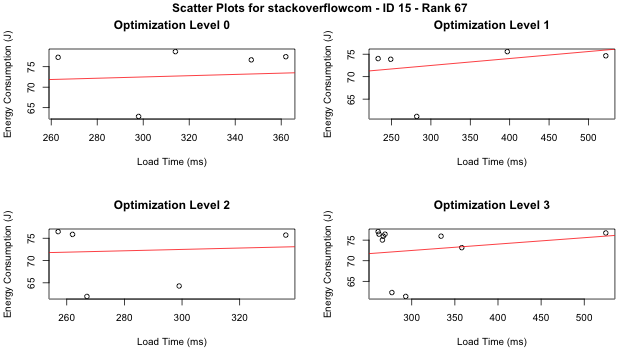 Scatter Plots for stackoverflowcom - ID 15 - Rank 67
Optimization Level 0
Energy Consumption (J)
65 70 75
260 280 300 320 340 360
Load Time (ms)
Optimization Level 1
Energy Consumption (J)
65 70 75
250 300 350 400 450 500
Load Time (ms)
Optimization Level 2
Energy Consumption (J)
65 70 75
260 280 300 320
Load Time (ms)
Optimization Level 3
Energy Consumption (J)
65 70 75
300 350 400 450 500
Load Time (ms)